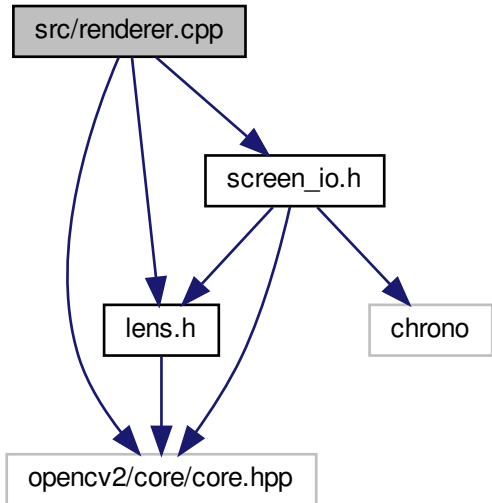 src/renderer.cpp
screen_io.h
lens.h
chrono
opencv2/core/core.hpp